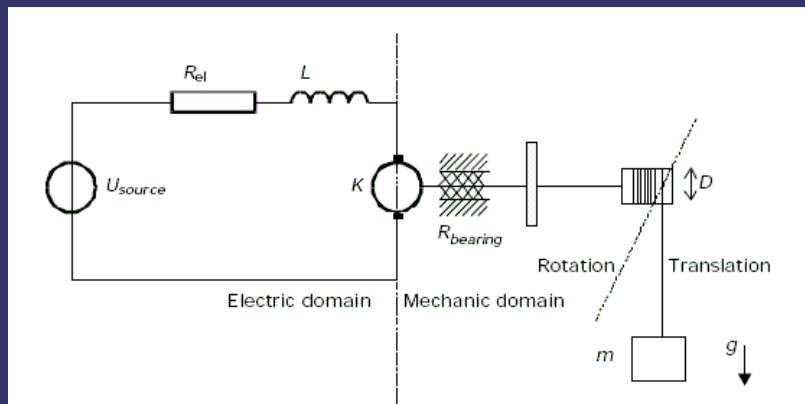 R_el
L
U_source
K
R_bearing
D
Rotation
Translation
Electric domain
Mechanic domain
m
g